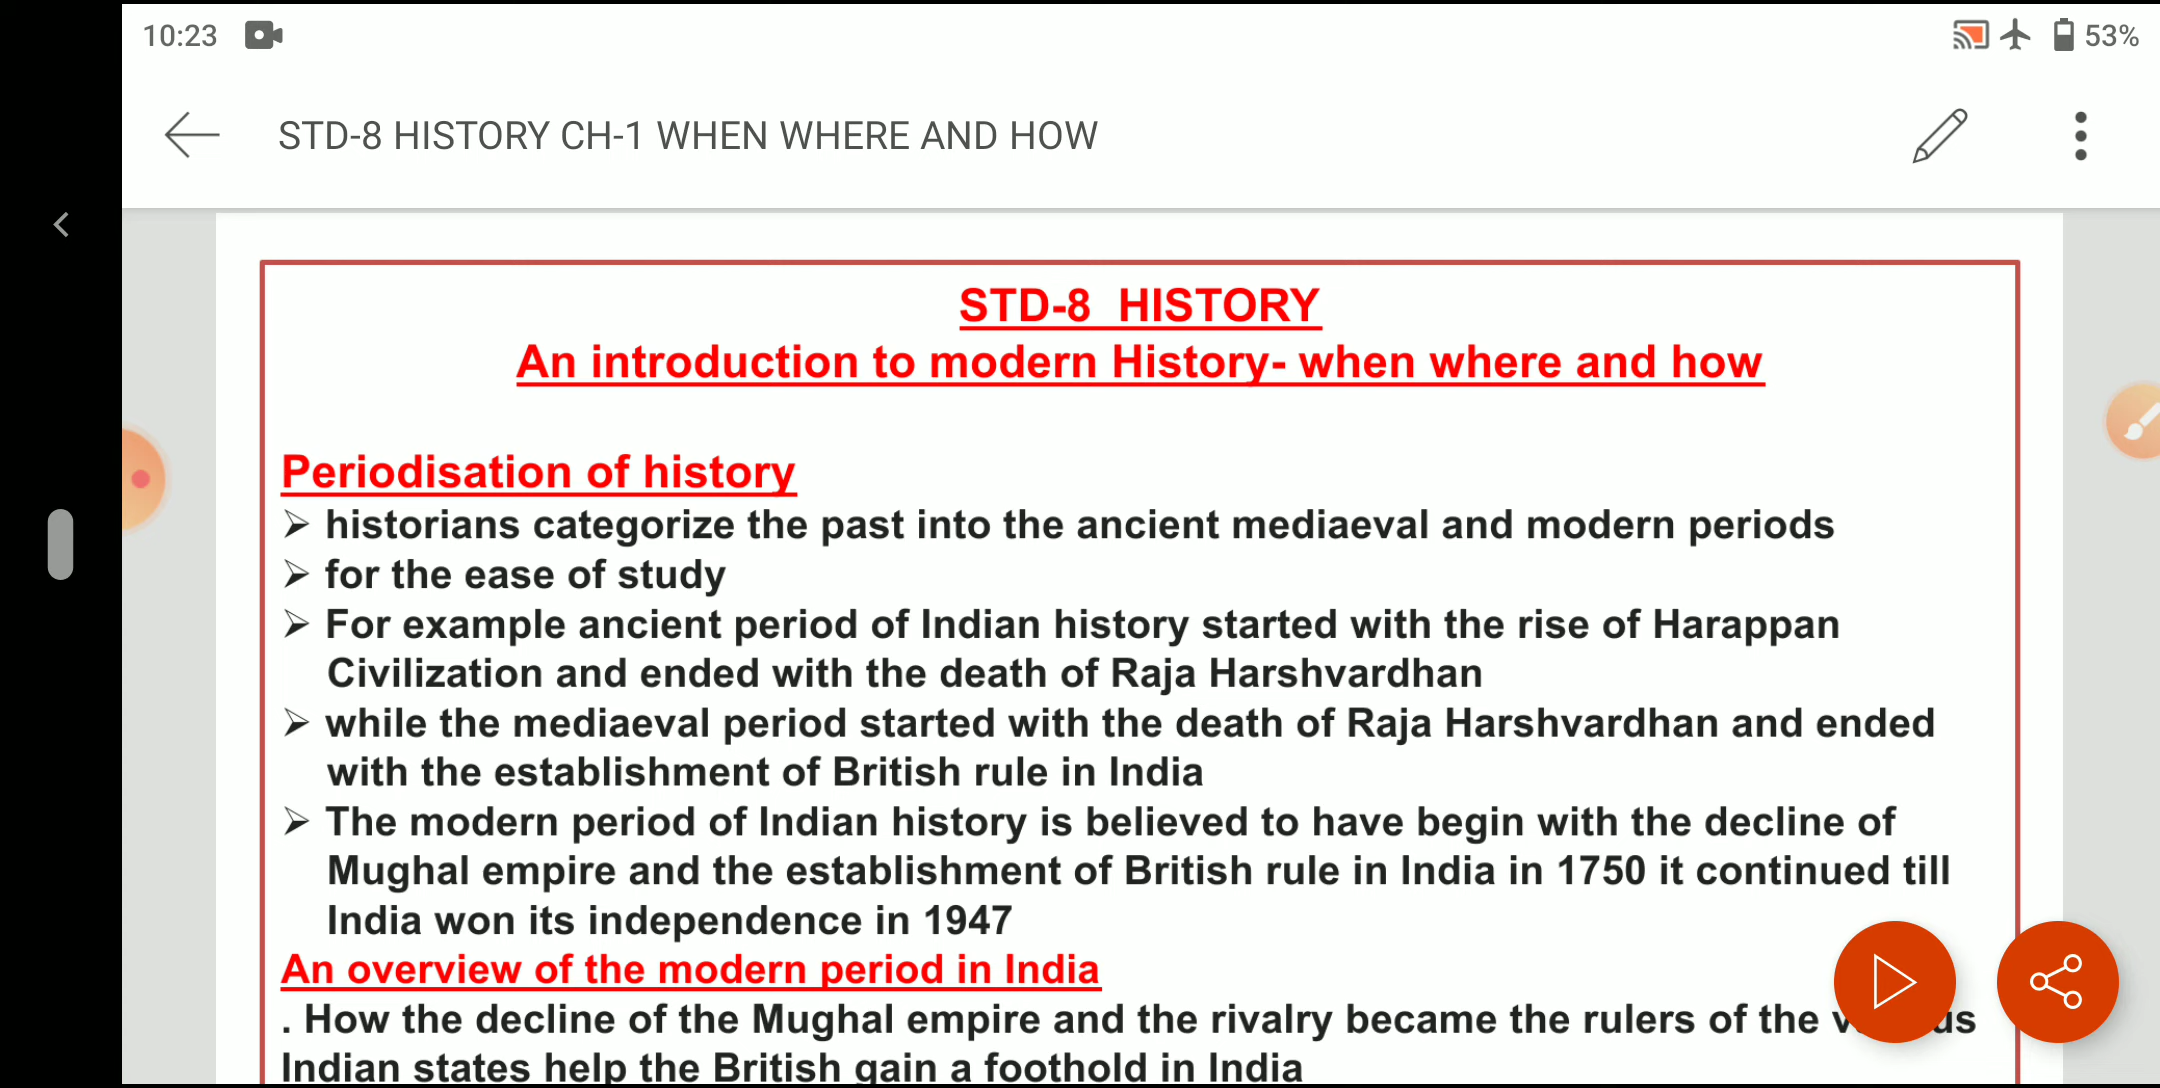 10:23
53%
STD-8 HISTORY CH-1 WHEN WHERE AND HOW
STD-8 HISTORY
An introduction to modern History- when where and how
Periodisation of history
➢ historians categorize the past into the ancient mediaeval and modern periods
➢ for the ease of study
➢ For example ancient period of Indian history started with the rise of Harappan
Civilization and ended with the death of Raja Harshvardhan
➢ while the mediaeval period started with the death of Raja Harshvardhan and ended
with the establishment of British rule in India
➢ The modern period of Indian history is believed to have begin with the decline of
Mughal empire and the establishment of British rule in India in 1750 it continued till
India won its independence in 1947
An overview of the modern period in India
. How the decline of the Mughal empire and the rivalry became the rulers of the
Indian states help the British gain a foothold in India